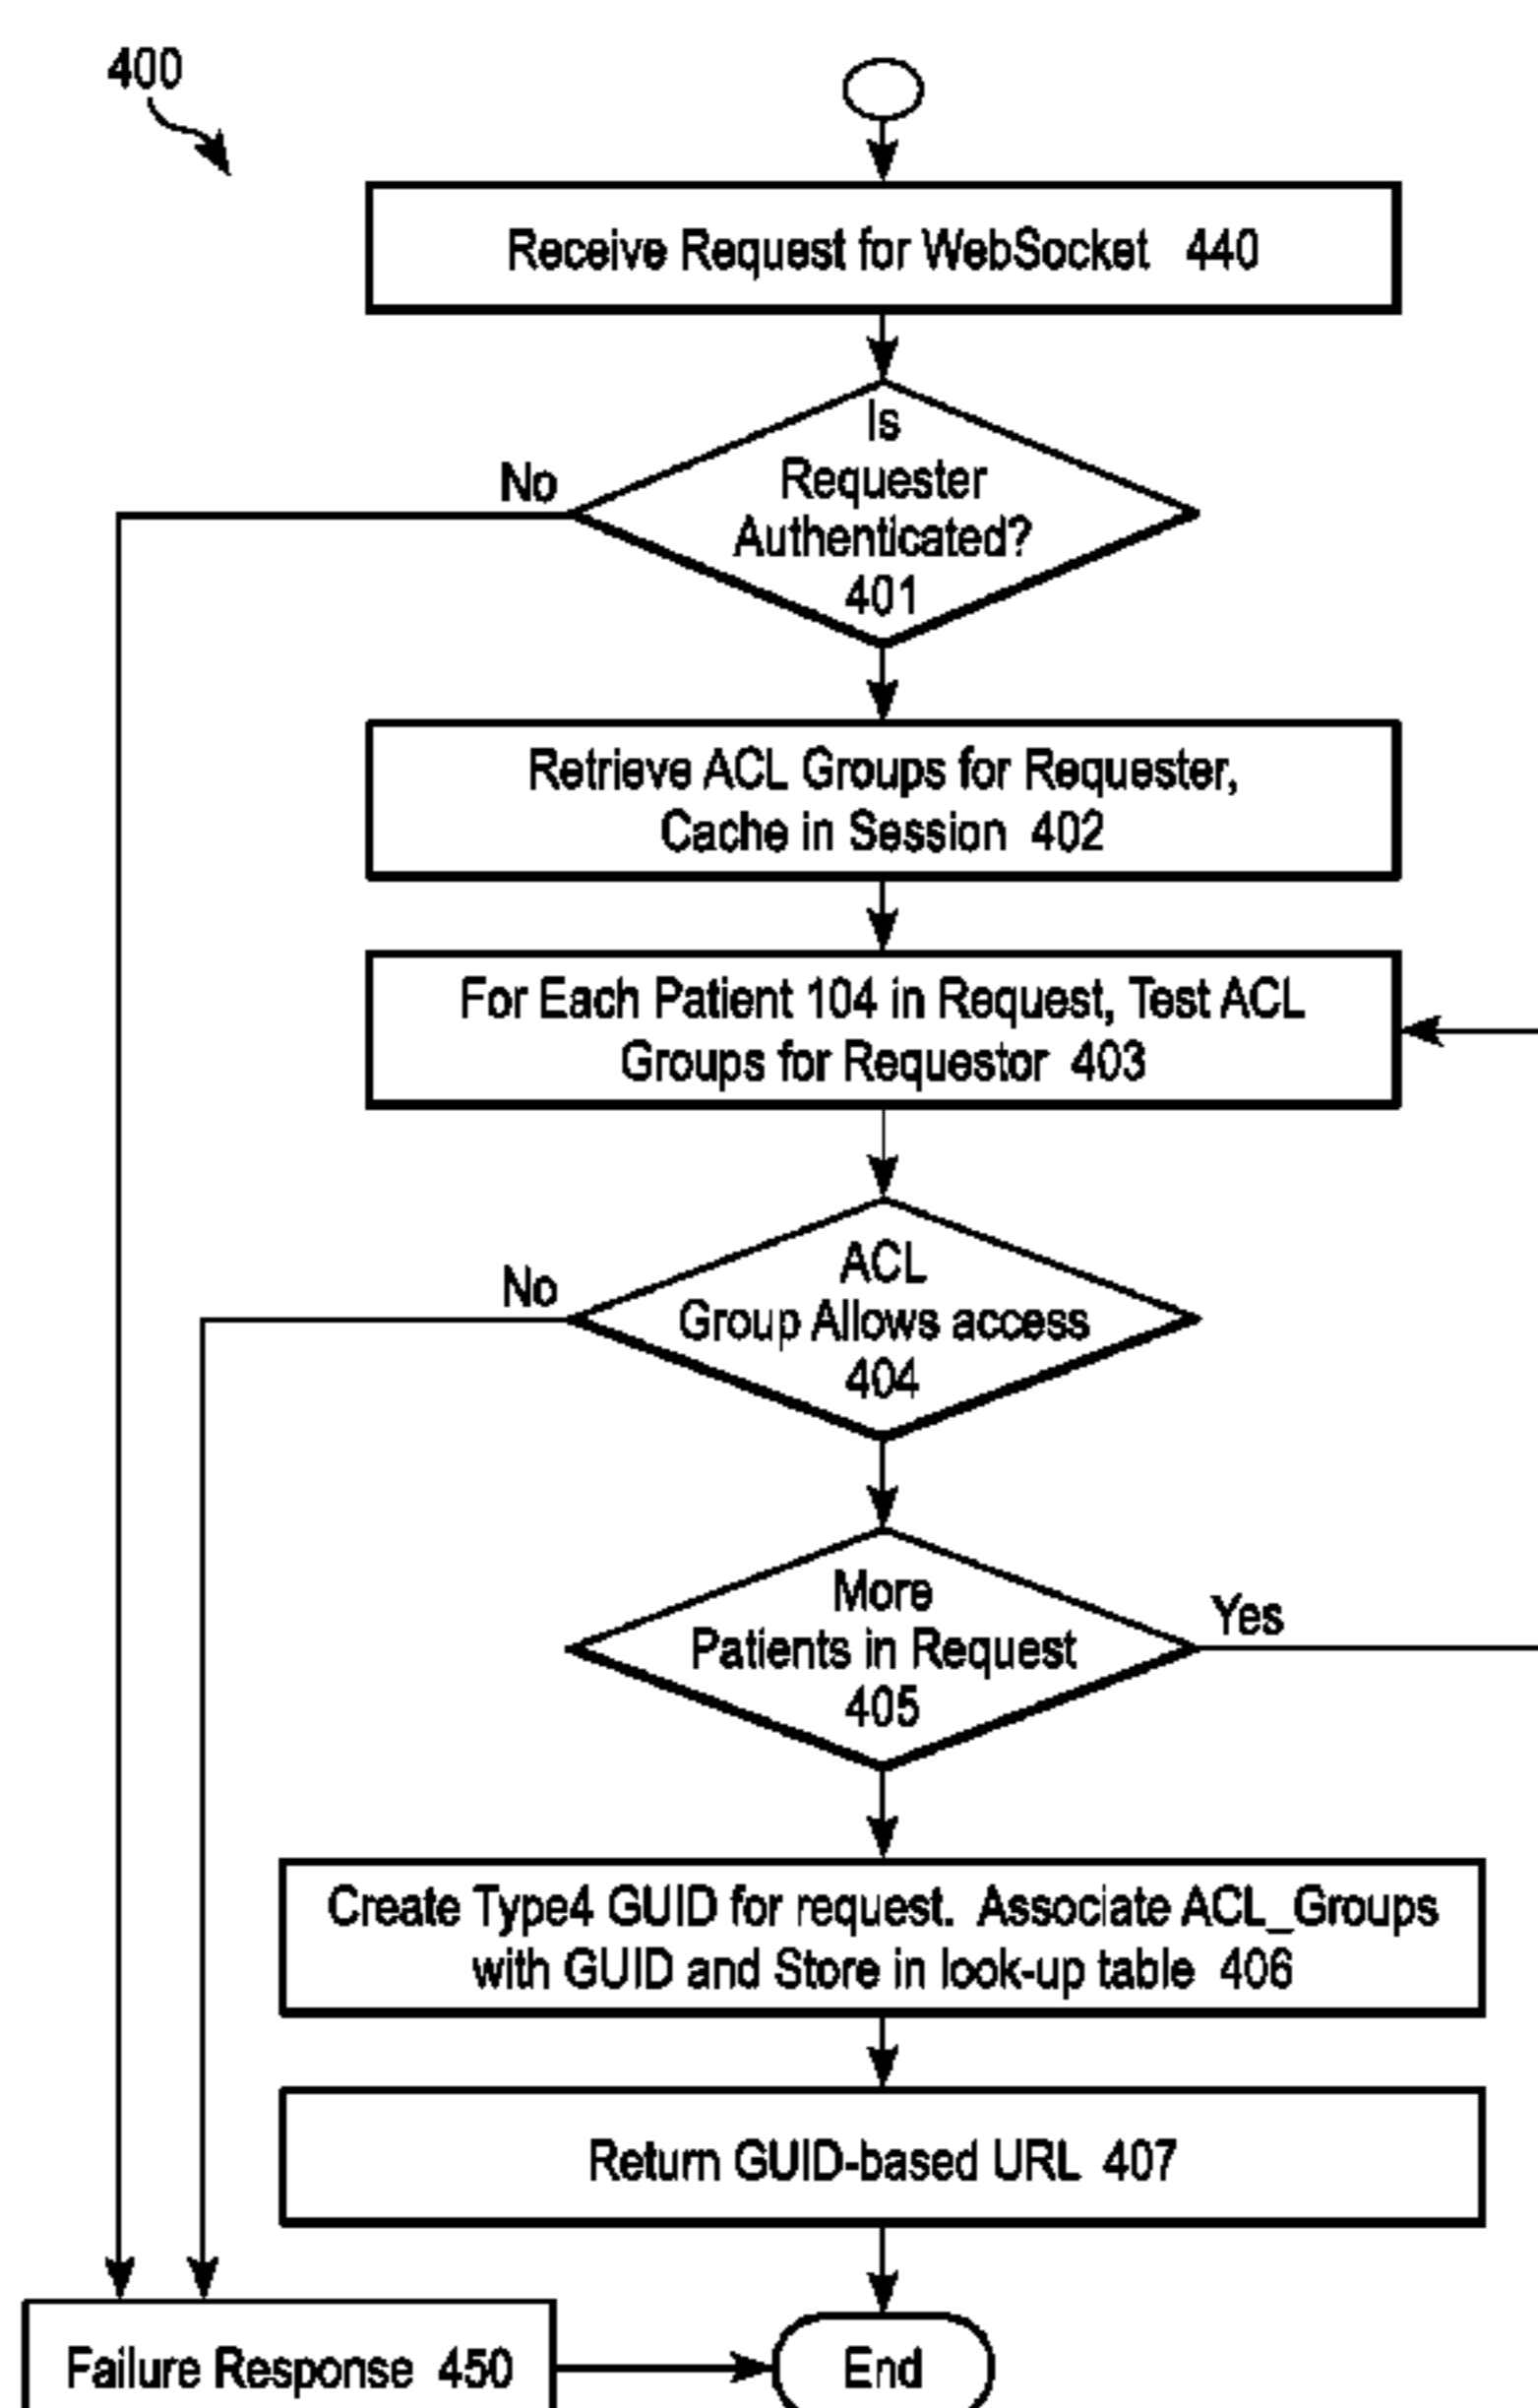 400
Receive Request for WebSocket 440
Is
Requester
Authenticated?
401
No
Retrieve ACL Groups for Requester,
Cache in Session 402
For Each Patient 104 in Request, Test ACL
Groups for Requestor 403
ACL
Group Allows access
404
No
More
Patients in Request
405
Yes
Create Type4 GUID for request. Associate ACL_Groups
with GUID and Store in look-up table 406
Return GUID-based URL 407
Failure Response 450
End